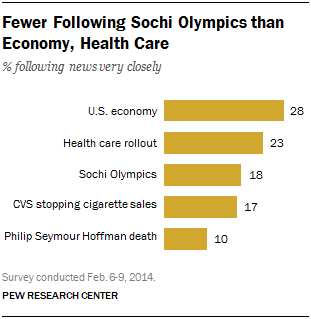 Fewer Following Sochi Olympics than
Economy, Health Care
% following news very closely
U.S. economy 28
Health care rollout 23
Sochi Olympics 18
CVS stopping cigarette sales 17
Philip Seymour Hoffman death 10
Survey conducted Feb. 6-9, 2014.
PEW RESEARCH CENTER